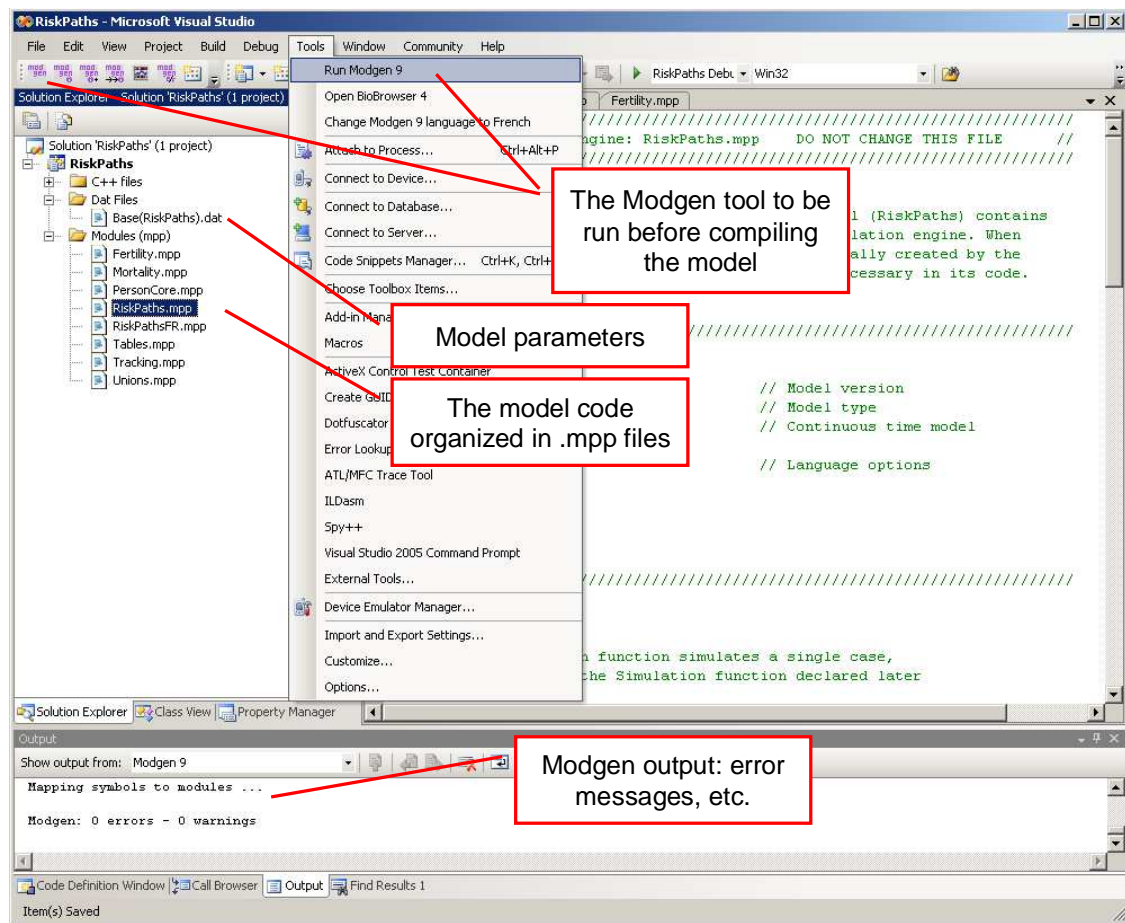 RiskPaths - Microsoft Visual Studio
File Edit View Project Build Debug Tools Window Community Help
RiskPaths Debu Win32
Solution Explorer - Solution 'RiskPaths' (1 project)
Fertility.mpp
Solution 'RiskPaths' (1 project)
RiskPaths
C++ files
Dat Files
Base(RiskPaths).dat
Modules (mpp)
Fertility.mpp
Mortality.mpp
PersonCore.mpp
RiskPaths.mpp
RiskPathsFR.mpp
Tables.mpp
Tracking.mpp
Unions.mpp
Run Modgen 9
Open BioBrowser 4
Change Modgen 9 language to French
Attach to Process... Ctrl+Alt+P
Connect to Device...
Connect to Database...
Connect to Server...
Code Snippets Manager... Ctrl+K, Ctrl+
Choose Toolbox Items...
Add-in Mana
Macros
ActiveX Control Test Container
Create GUID
Dotfuscator
Error Lookup
ATL/MFC Trace Tool
ILDasm
Spy++
Visual Studio 2005 Command Prompt
External Tools...
Device Emulator Manager...
Import and Export Settings...
Customize...
Options...
ngine: RiskPaths.mpp DO NOT CHANGE THIS FILE //
l (RiskPaths) contains
lation engine. When
ally created by the
cessary in its code.
// Model version
// Model type
// Continuous time model
// Language options
n function simulates a single case,
the Simulation function declared later
The Modgen tool to be
run before compiling
the model
Model parameters
The model code
organized in .mpp files
Solution Explorer Class View Property Manager
Output
Show output from: Modgen 9
Mapping symbols to modules ...
Modgen: 0 errors - 0 warnings
Modgen output: error
messages, etc.
Code Definition Window Call Browser Output Find Results 1
Item(s) Saved